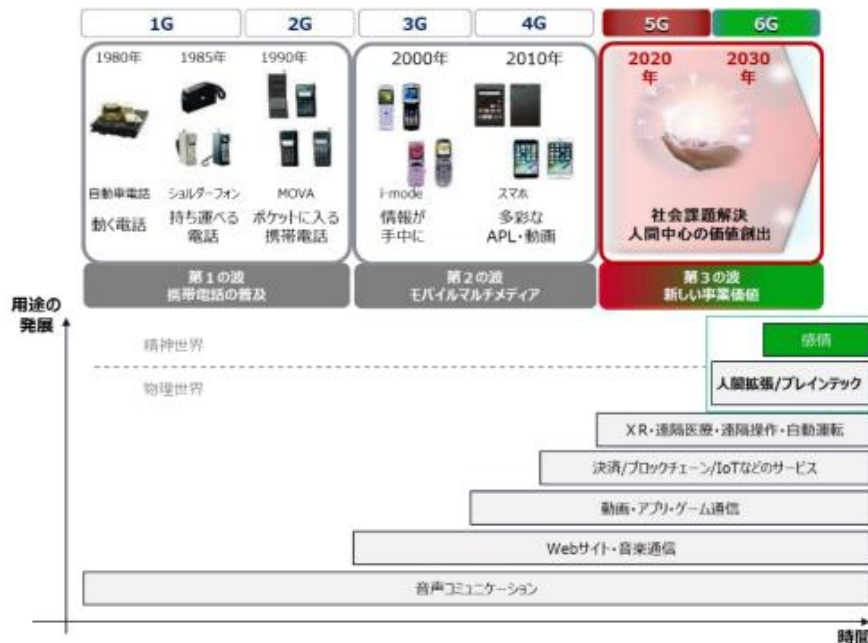 1G
2G
3G
4G
5G
6G
1980年
1985年
1990年
2000年
2010年
2020
年
2030
年
自動車電話
ショルダーフォン
MOVA
i-mode
スマホ
動く電話
持ち運べる
電話
ポケットに入る
携帯電話
情報が
手中に
多彩な
APL・動画
社会課題解決
人間中心の価値創出
第1の波
携帯電話の普及
第2の波
モバイルマルチメディア
第3の波
新しい事業価値
用途の
発展
精神世界
物理世界
感情
人間拡張/ブレインテック
XR・遠隔医療・遠隔操作・自動運転
決済/ブロックチェーン/IoTなどのサービス
動画・アプリ・ゲーム通信
Webサイト・音楽通信
音声コミュニケーション
時間